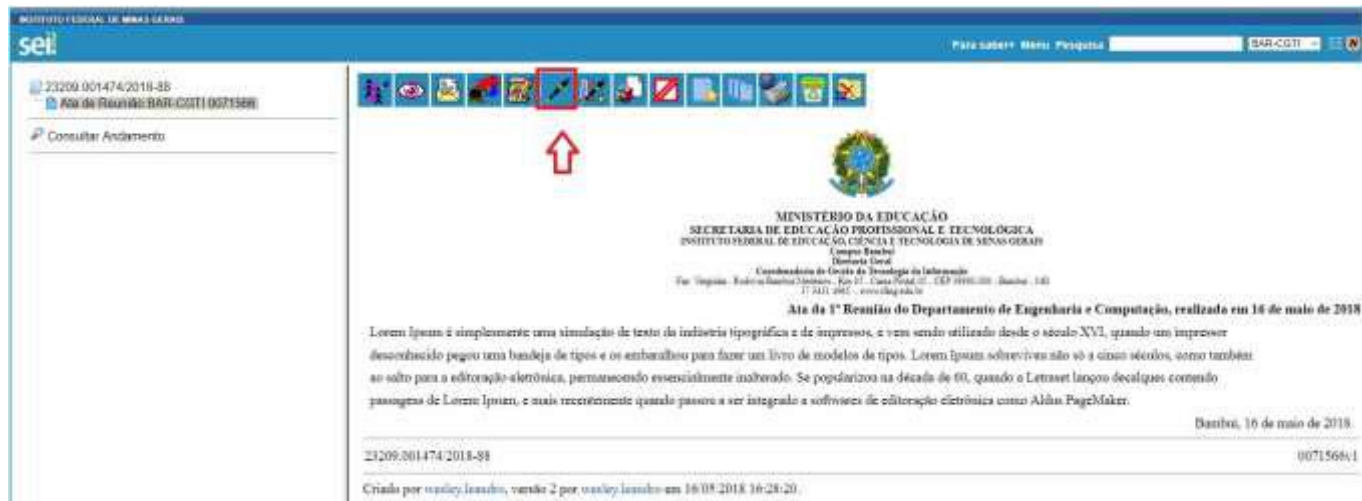 INSTITUTO FEDERAL DE MINAS GERAIS
sei!
Para saber+ Menu Pesquisa
BAR-CGTI
23209.001474/2018-88
Ata de Reunião BAR-CGTI 0071566
Consultar Andamento
MINISTÉRIO DA EDUCAÇÃO
SECRETARIA DE EDUCAÇÃO PROFISSIONAL E TECNOLÓGICA
INSTITUTO FEDERAL DE EDUCAÇÃO, CIÊNCIA E TECNOLOGIA DE MINAS GERAIS
Campus Bambuí
Diretoria Geral
Coordenadoria de Gestão da Tecnologia da Informação
Ata da 1ª Reunião do Departamento de Engenharia e Computação, realizada em 16 de maio de 2018
Lorem Ipsum é simplesmente uma simulação de texto da indústria tipográfica e de impressos, e vem sendo utilizado desde o século XVI, quando um impressor
desconhecido pegou uma bandeja de tipos e os embaralhou para fazer um livro de modelos de tipos. Lorem Ipsum sobreviveu não só a cinco séculos, como também
ao salto para a editoração eletrônica, permanecendo essencialmente inalterado. Se popularizou na década de 60, quando a Letraset lançou decalques contendo
passagens de Lorem Ipsum, e mais recentemente quando passou a ser integrado a softwares de editoração eletrônica como Aldus PageMaker.
Bambuí, 16 de maio de 2018.
23209.001474/2018-88
0071566v1
Criado por wasley.leandro, versão 2 por wasley.leandro em 16/05/2018 16:28:20.